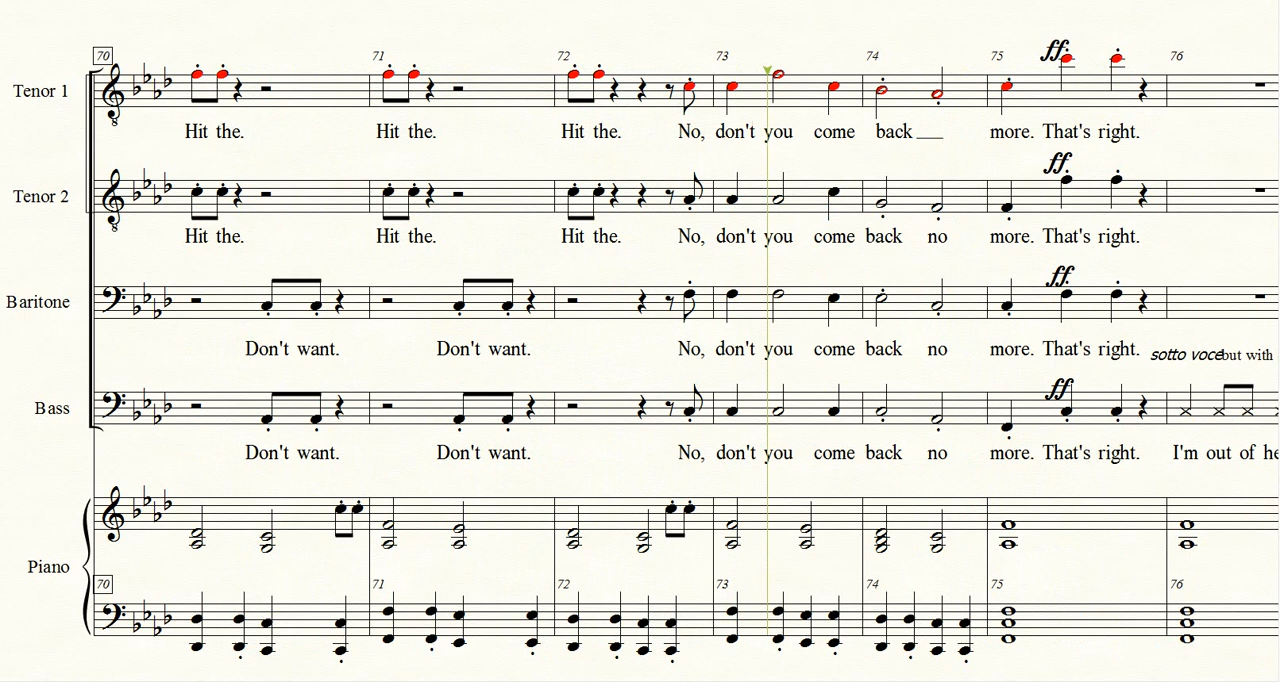 70 71 72 73 74 75 76
ff
Tenor 1
Hit the. Hit the. Hit the. No, don't you come back___ more. That's right.
ff
Tenor 2
Hit the. Hit the. Hit the. No, don't you come back no more. That's right.
ff
Baritone
Don't want. Don't want. No, don't you come back no more. That's right. sotto voce but with
ff
Bass
Don't want. Don't want. No, don't you come back no more. That's right. I'm out of he
Piano
70 71 72 73 74 75 76